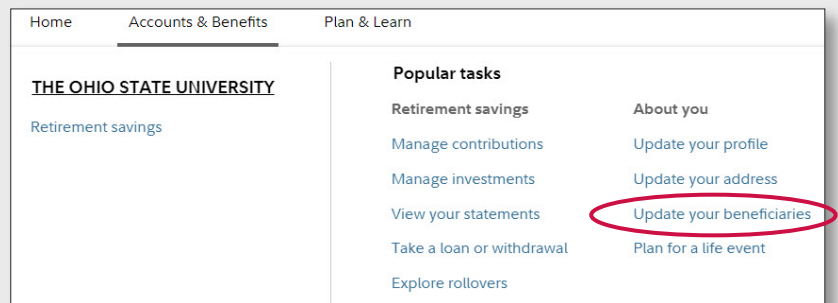 Home Accounts & Benefits Plan & Learn
THE OHIO STATE UNIVERSITY
Retirement savings
Popular tasks
Retirement savings
Manage contributions
Manage investments
View your statements
Take a loan or withdrawal
Explore rollovers
About you
Update your profile
Update your address
Update your beneficiaries
Plan for a life event